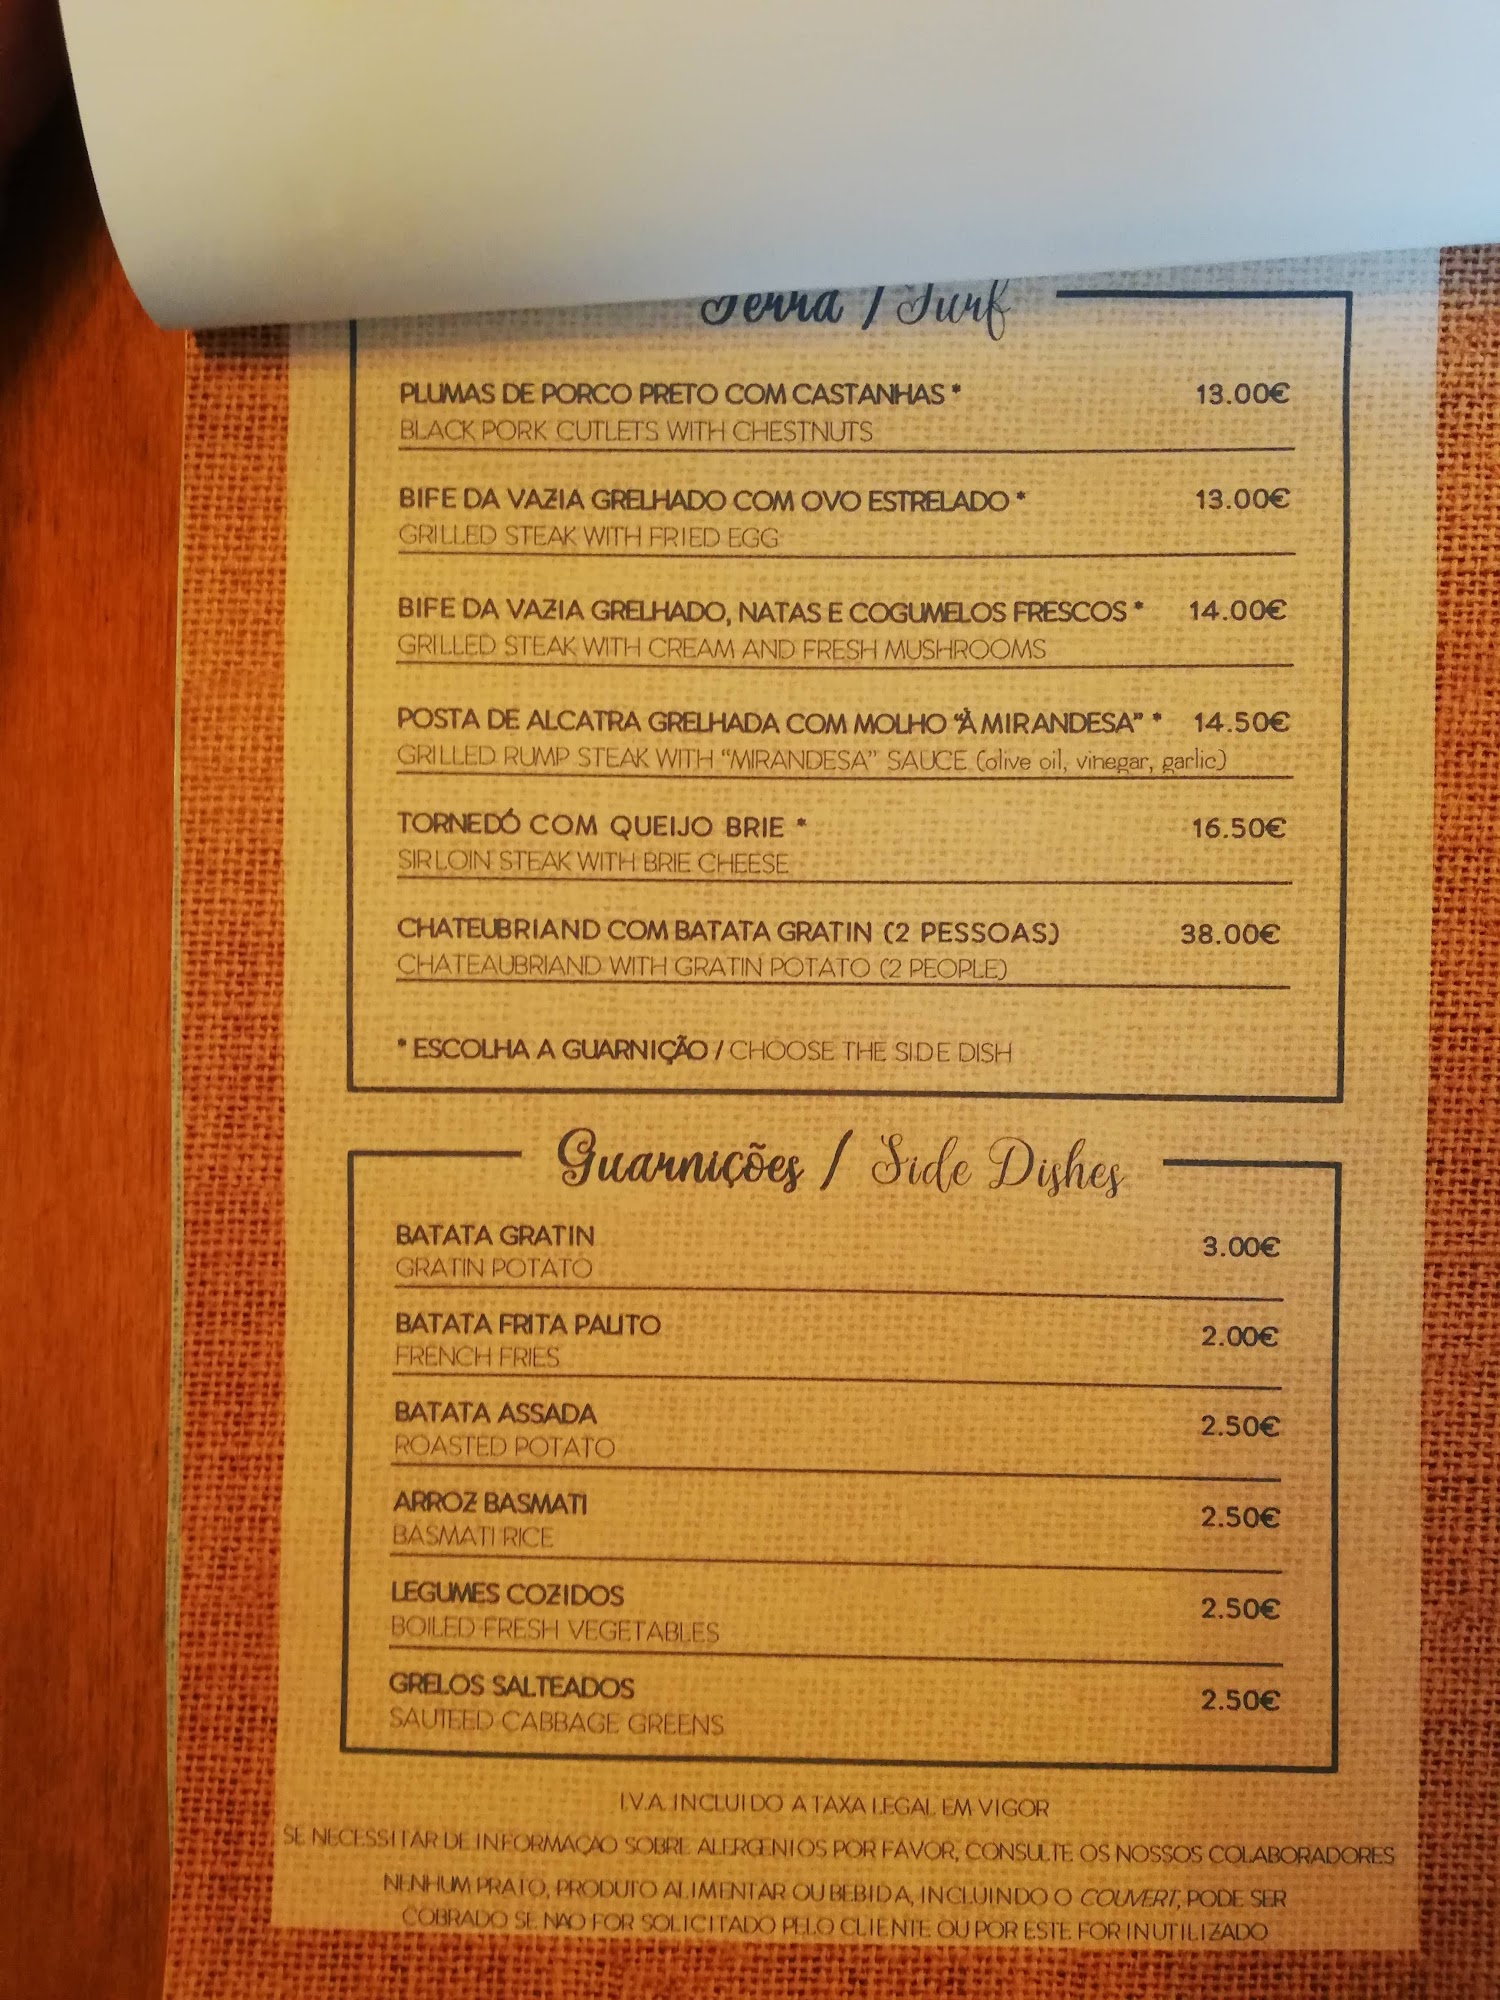 Terra / Turf
PLUMAS DE PORCO PRETO COM CASTANHAS * 13.00€
BLACK PORK CUTLETS WITH CHESTNUTS
BIFE DA VAZIA GRELHADO COM OVO ESTRELADO * 13.00€
GRILLED STEAK WITH FRIED EGG
BIFE DA VAZIA GRELHADO, NATAS E COGUMELOS FRESCOS * 14.00€
GRILLED STEAK WITH CREAM AND FRESH MUSHROOMS
POSTA DE ALCATRA GRELHADA COM MOLHO “À MIRANDESA” * 14.50€
GRILLED RUMP STEAK WITH “MIRANDESA” SAUCE (olive oil, vinegar, garlic)
TORNEDÓ COM QUEIJO BRIE * 16.50€
SIRLOIN STEAK WITH BRIE CHEESE
CHATEUBRIAND COM BATATA GRATIN (2 PESSOAS) 38.00€
CHATEAUBRIAND WITH GRATIN POTATO (2 PEOPLE)
* ESCOLHA A GUARNIÇÃO / CHOOSE THE SIDE DISH
Guarnições / Side Dishes
BATATA GRATIN 3.00€
GRATIN POTATO
BATATA FRITA PALITO 2.00€
FRENCH FRIES
BATATA ASSADA 2.50€
ROASTED POTATO
ARROZ BASMATI 2.50€
BASMATI RICE
LEGUMES COZIDOS 2.50€
BOILED FRESH VEGETABLES
GRELOS SALTEADOS 2.50€
SAUTEED CABBAGE GREENS
I.V.A. INCLUIDO A TAXA LEGAL EM VIGOR
SE NECESSITAR DE INFORMAÇÃO SOBRE ALERGENIOS POR FAVOR, CONSULTE OS NOSSOS COLABORADORES
NENHUM PRATO, PRODUTO ALIMENTAR OU BEBIDA, INCLUINDO O COUVERT, PODE SER
COBRADO SE NAO FOR SOLICITADO PELO CLIENTE OU POR ESTE FOR INUTILIZADO